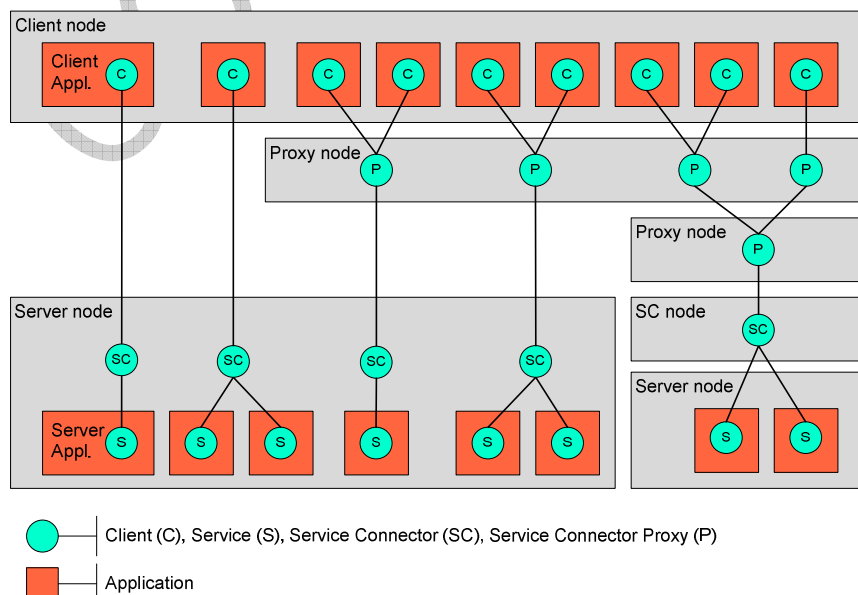 Client node
Client
Appl.
C
C
C
C
C
C
C
C
C
Proxy node
P
P
P
P
Proxy node
P
Server node
SC
SC
SC
SC
SC node
SC
Server
Appl.
S
S
S
S
S
S
Server node
S
S
Client (C), Service (S), Service Connector (SC), Service Connector Proxy (P)
Application